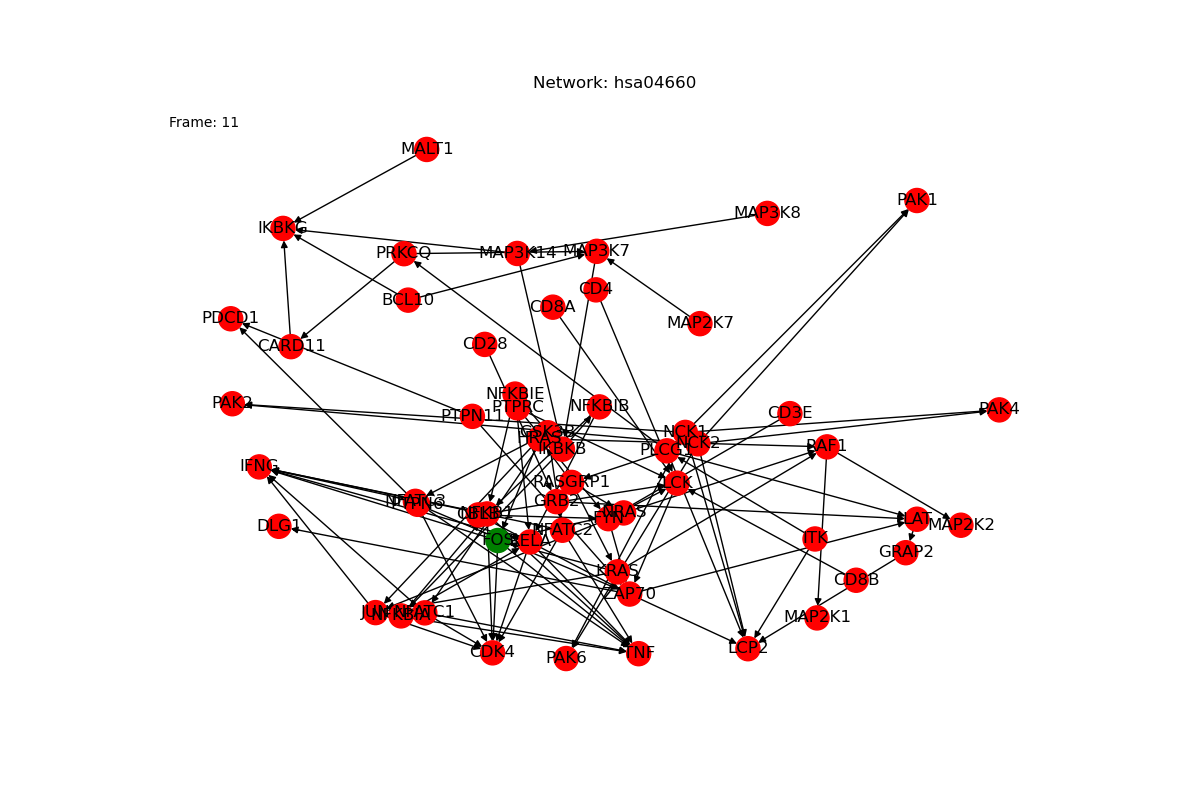 Network: hsa04660
Frame: 11
MALT1
PAK1
MAP3K8
IKBKG
PRKCQ
MAP3K14
MAP3K7
CD4
BCL10
CD8A
PDCD1
MAP2K7
CD28
CARD11
NFKBIE
PAK2
PTPRC
NFKBIB
PTPN11
CD3E
PAK4
NCK1
GSK3B
HRAS
NCK2
IKBKB
PLCG1
RAF1
IFNG
RASGRP1
LCK
GRB2
NFATC3
PTPN6
CBLB
NFKB1
NRAS
FYN
LAT
DLG1
MAP2K2
NFATC2
FOS
RELA
ITK
GRAP2
KRAS
CD8B
ZAP70
JUN
NFKBIA
NFATC1
MAP2K1
CDK4
PAK6
TNF
LCP2